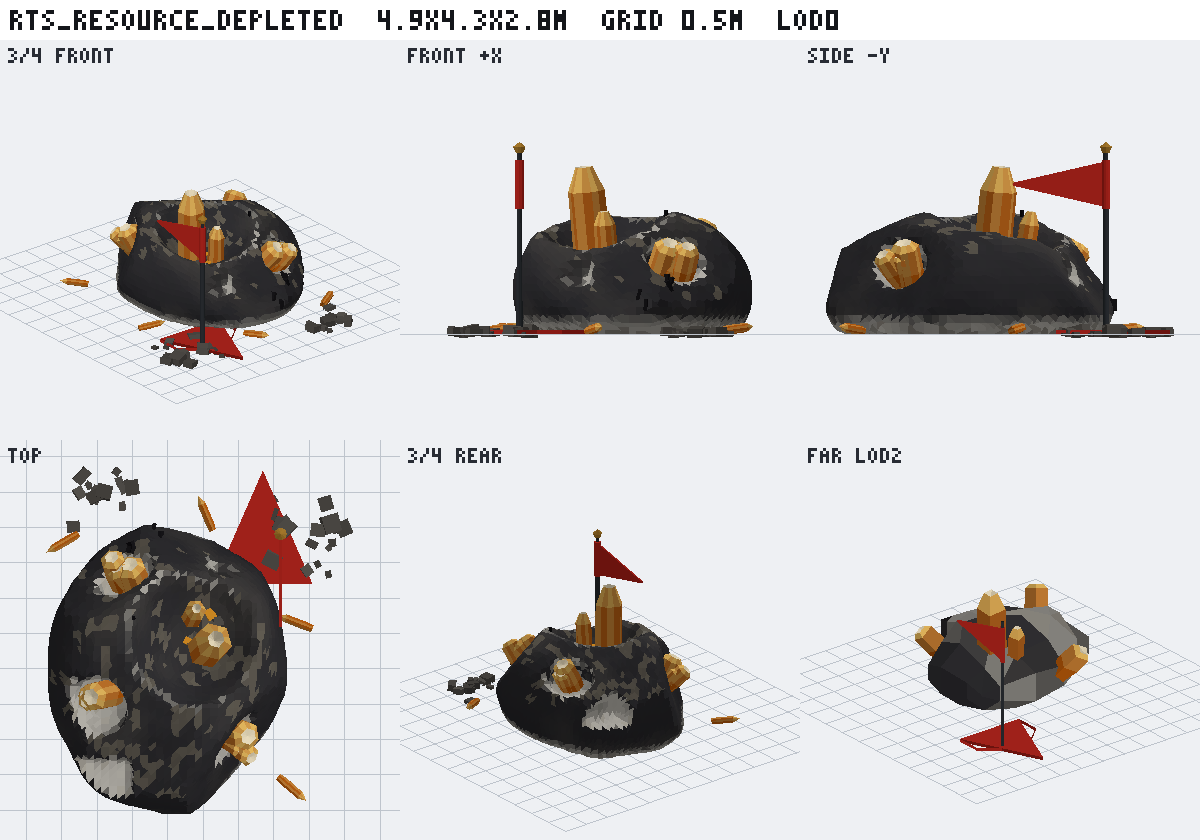 RTS_RESOURCE_DEPLETED 4.9X4.3X2.8M GRID 0.5M LOD0
3/4 FRONT
FRONT +X
SIDE -Y
TOP
3/4 REAR
FAR LOD2